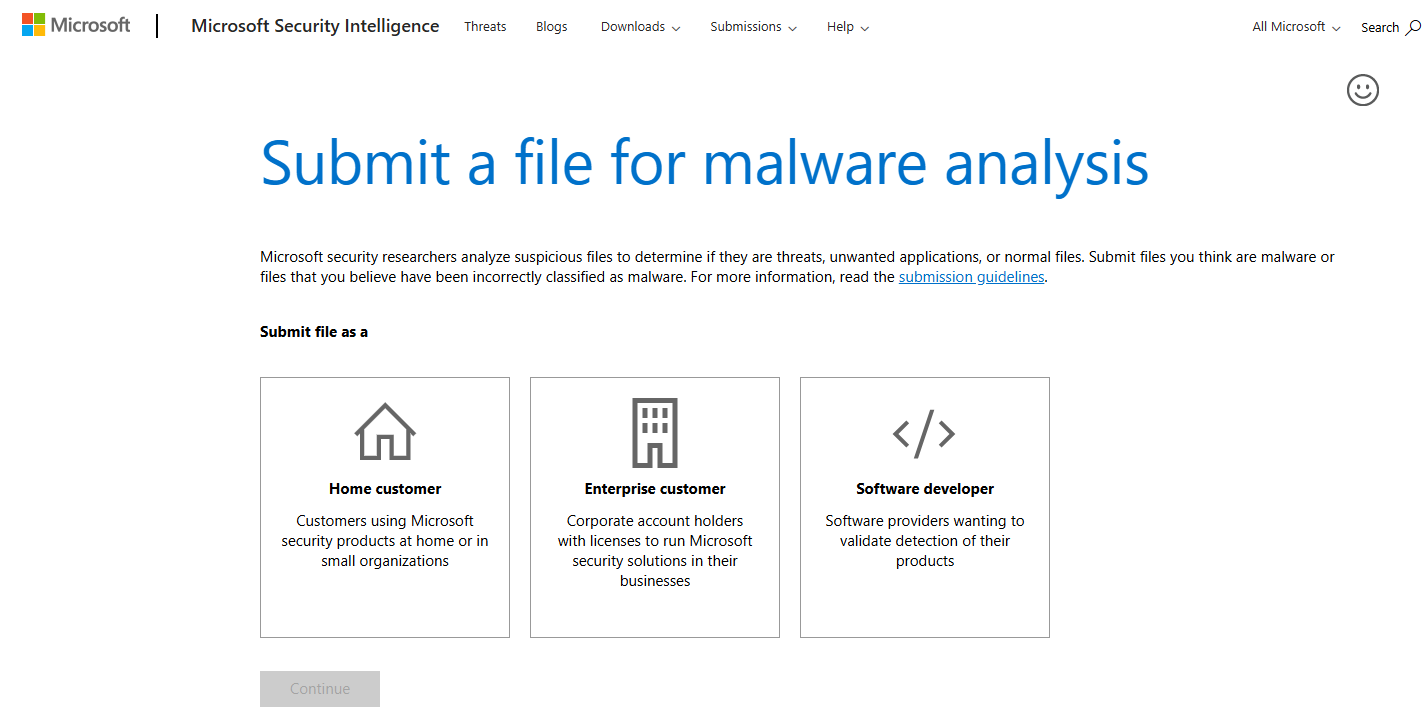 Microsoft
Microsoft Security Intelligence
Threats
Blogs
Downloads
Submissions
Help
All Microsoft
Search
Submit a file for malware analysis
Microsoft security researchers analyze suspicious files to determine if they are threats, unwanted applications, or normal files. Submit files you think are malware or
files that you believe have been incorrectly classified as malware. For more information, read the submission guidelines.
Submit file as a
Home customer
Customers using Microsoft
security products at home or in
small organizations
Enterprise customer
Corporate account holders
with licenses to run Microsoft
security solutions in their
businesses
Software developer
Software providers wanting to
validate detection of their
products
Continue